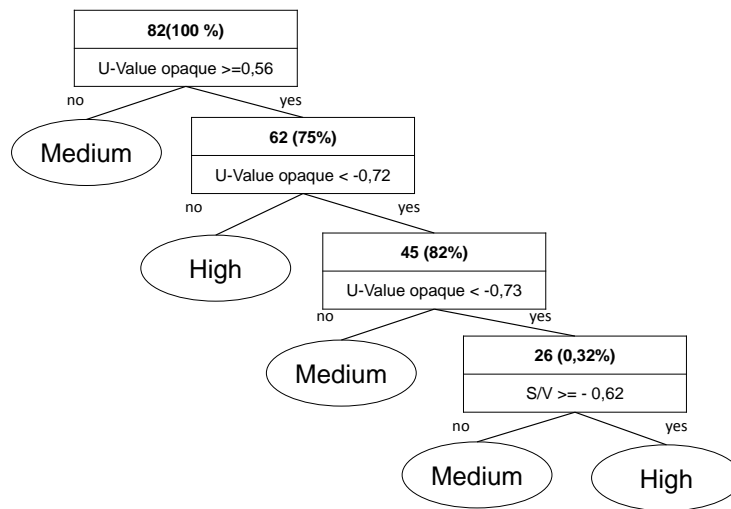 82(100 %)
U-Value opaque >=0,56
no
yes
Medium
62 (75%)
U-Value opaque < -0,72
no
yes
High
45 (82%)
U-Value opaque < -0,73
no
yes
Medium
26 (0,32%)
S/V >= - 0,62
no
yes
Medium
High